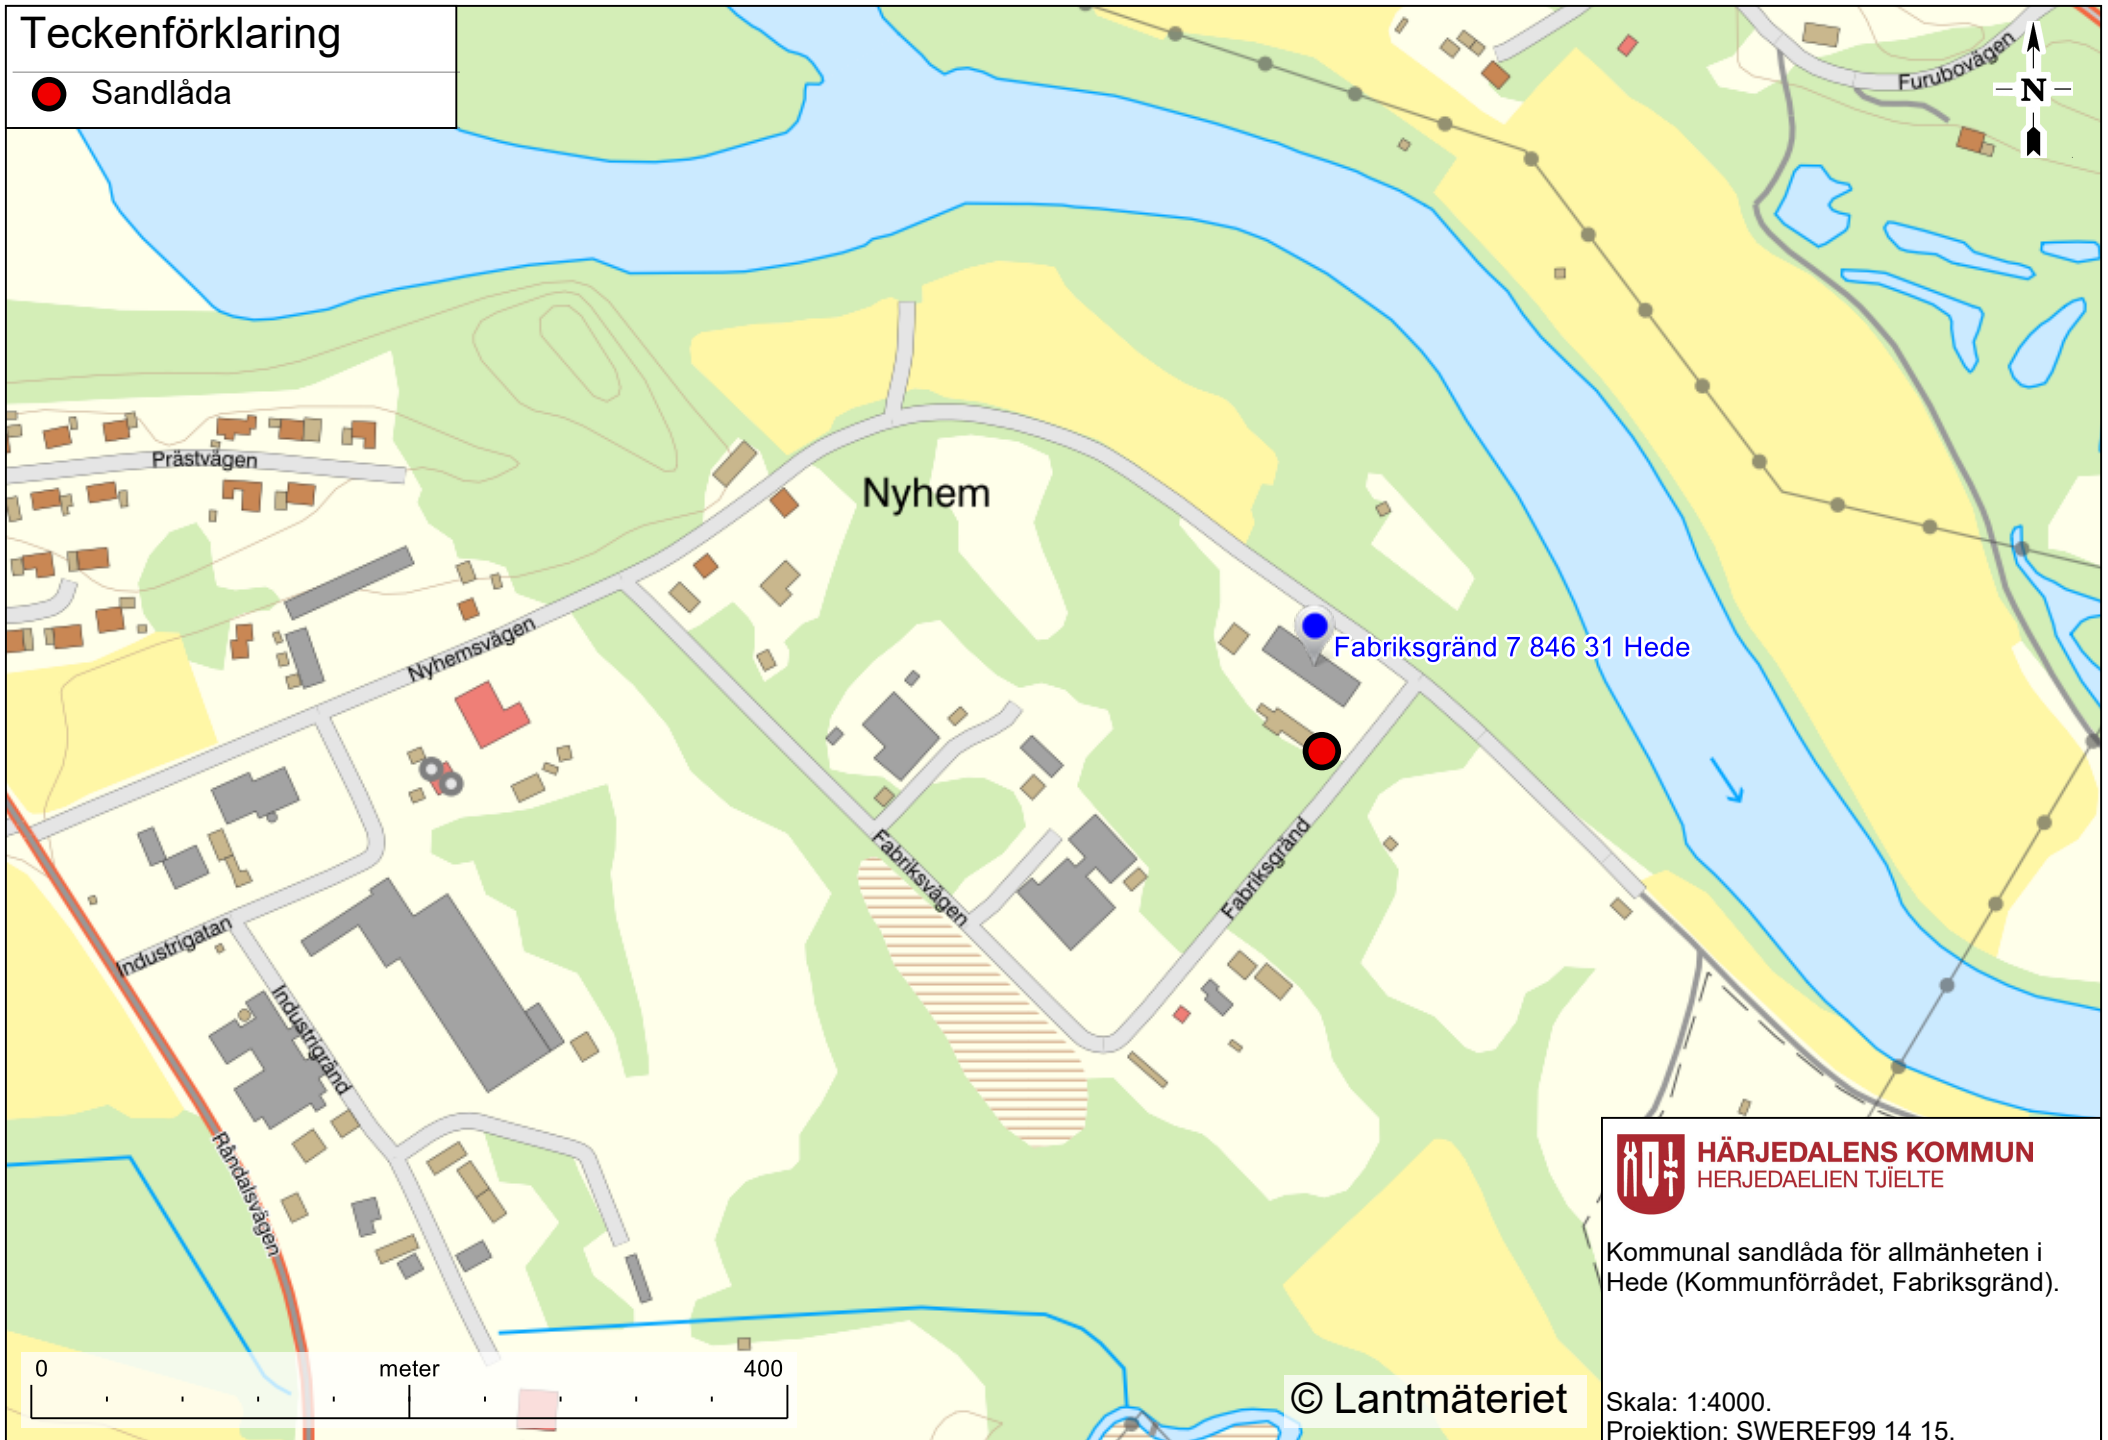 Teckenförklaring
Sandlåda
Furubovägen
N
Prästvägen
Nyhem
Nyhemsvägen
Fabriksgränd 7 846 31 Hede
Fabriksvägen
Fabriksgränd
Industrigatan
Industrigränd
Råndalsvägen
HÄRJEDALENS KOMMUN
HERJEDAELIEN TJÏELTE
Kommunal sandlåda för allmänheten i
Hede (Kommunförrådet, Fabriksgränd).
0 meter 400
© Lantmäteriet
Skala: 1:4000.
Projektion: SWEREF99 14 15.